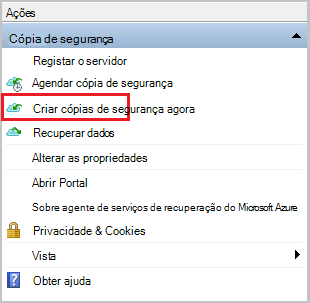 Ações
Cópia de segurança
Registar o servidor
Agendar cópia de segurança
Criar cópias de segurança agora
Recuperar dados
Alterar as propriedades
Abrir Portal
Sobre agente de serviços de recuperação do Microsoft Azure
Privacidade & Cookies
Vista
Obter ajuda